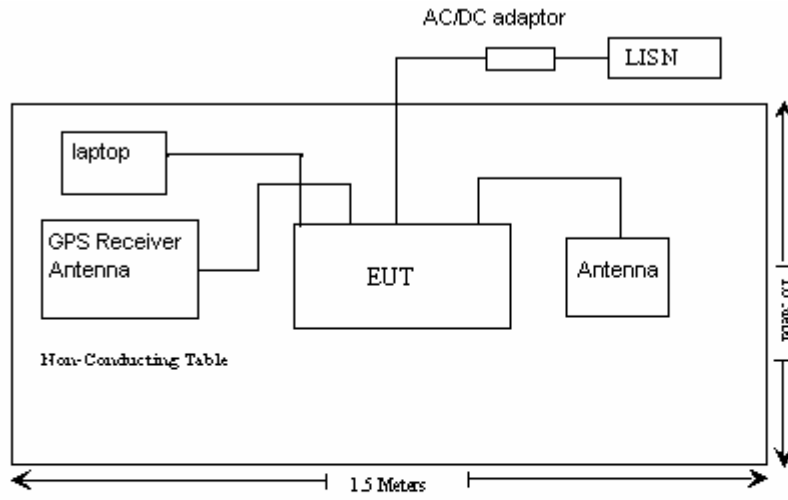 AC/DC adaptor
LISN
laptop
GPS Receiver
Antenna
EUT
Antenna
Non-Conducting Table
1.5 Meters